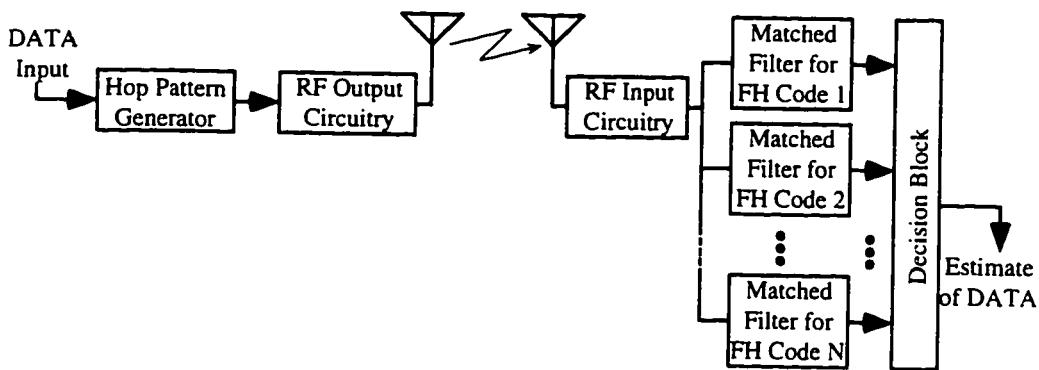 DATA
Input
Hop Pattern
Generator
RF Output
Circuitry
RF Input
Circuitry
Matched
Filter for
FH Code 1
Matched
Filter for
FH Code 2
Matched
Filter for
FH Code N
Decision Block
Estimate
of DATA